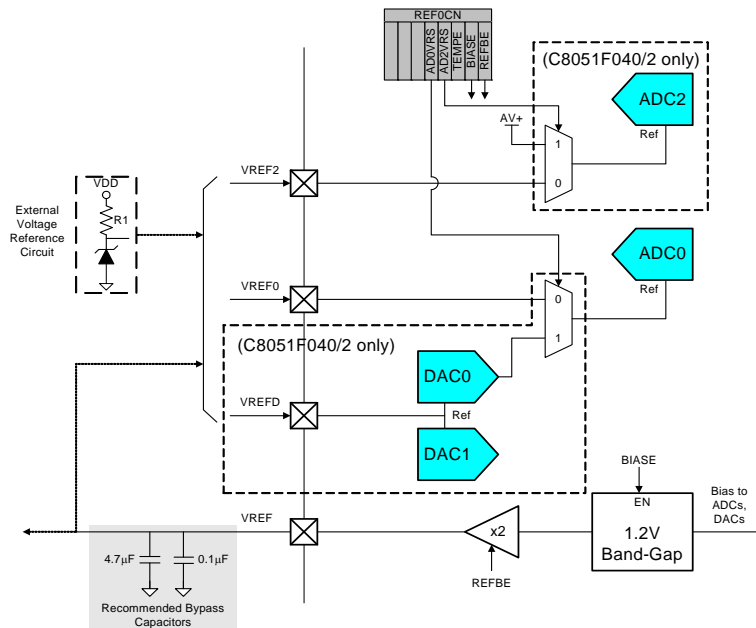 REF0CN
AD0VRS
AD2VRS
TEMPE
BIASE
REFBE
(C8051F040/2 only)
ADC2
AV+
Ref
1
0
VREF2
VDD
R1
External
Voltage
Reference
Circuit
ADC0
Ref
VREF0
0
1
(C8051F040/2 only)
DAC0
VREFD
Ref
DAC1
BIASE
EN
Bias to
ADCs,
DACs
VREF
x2
1.2V
Band-Gap
REFBE
4.7µF
0.1µF
Recommended Bypass
Capacitors